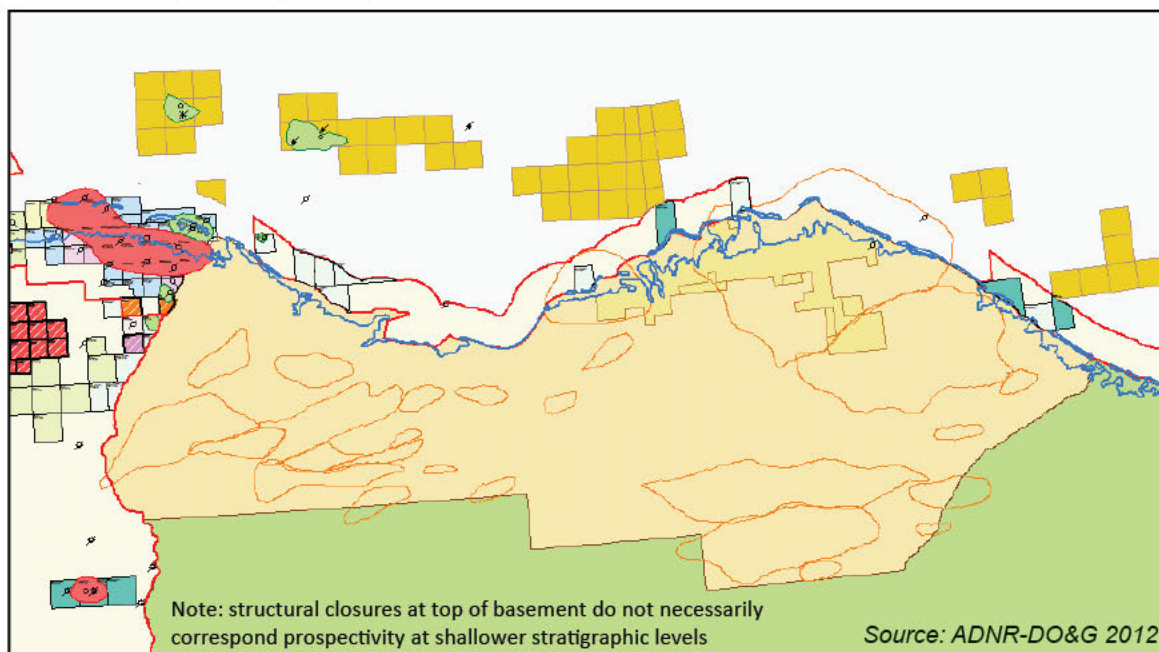 Note: structural closures at top of basement do not necessarily
correspond prospectivity at shallower stratigraphic levels
Source: ADNR-DO&G 2012